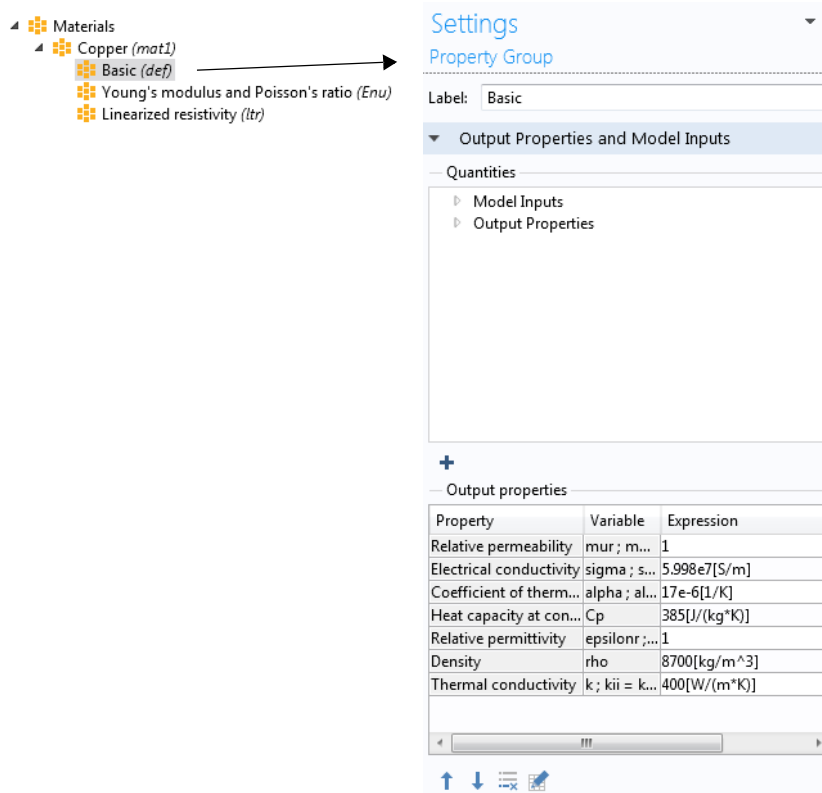 Materials
Copper (mat1)
Basic (def)
Young's modulus and Poisson's ratio (Enu)
Linearized resistivity (ltr)
Settings
Property Group
Label: Basic
Output Properties and Model Inputs
Quantities
Model Inputs
Output Properties
Output properties
Property Variable Expression
Relative permeability mur ; m... 1
Electrical conductivity sigma ; s... 5.998e7[S/m]
Coefficient of therm... alpha ; al... 17e-6[1/K]
Heat capacity at con... Cp 385[J/(kg*K)]
Relative permittivity epsilonr ;... 1
Density rho 8700[kg/m^3]
Thermal conductivity k ; kii = k... 400[W/(m*K)]